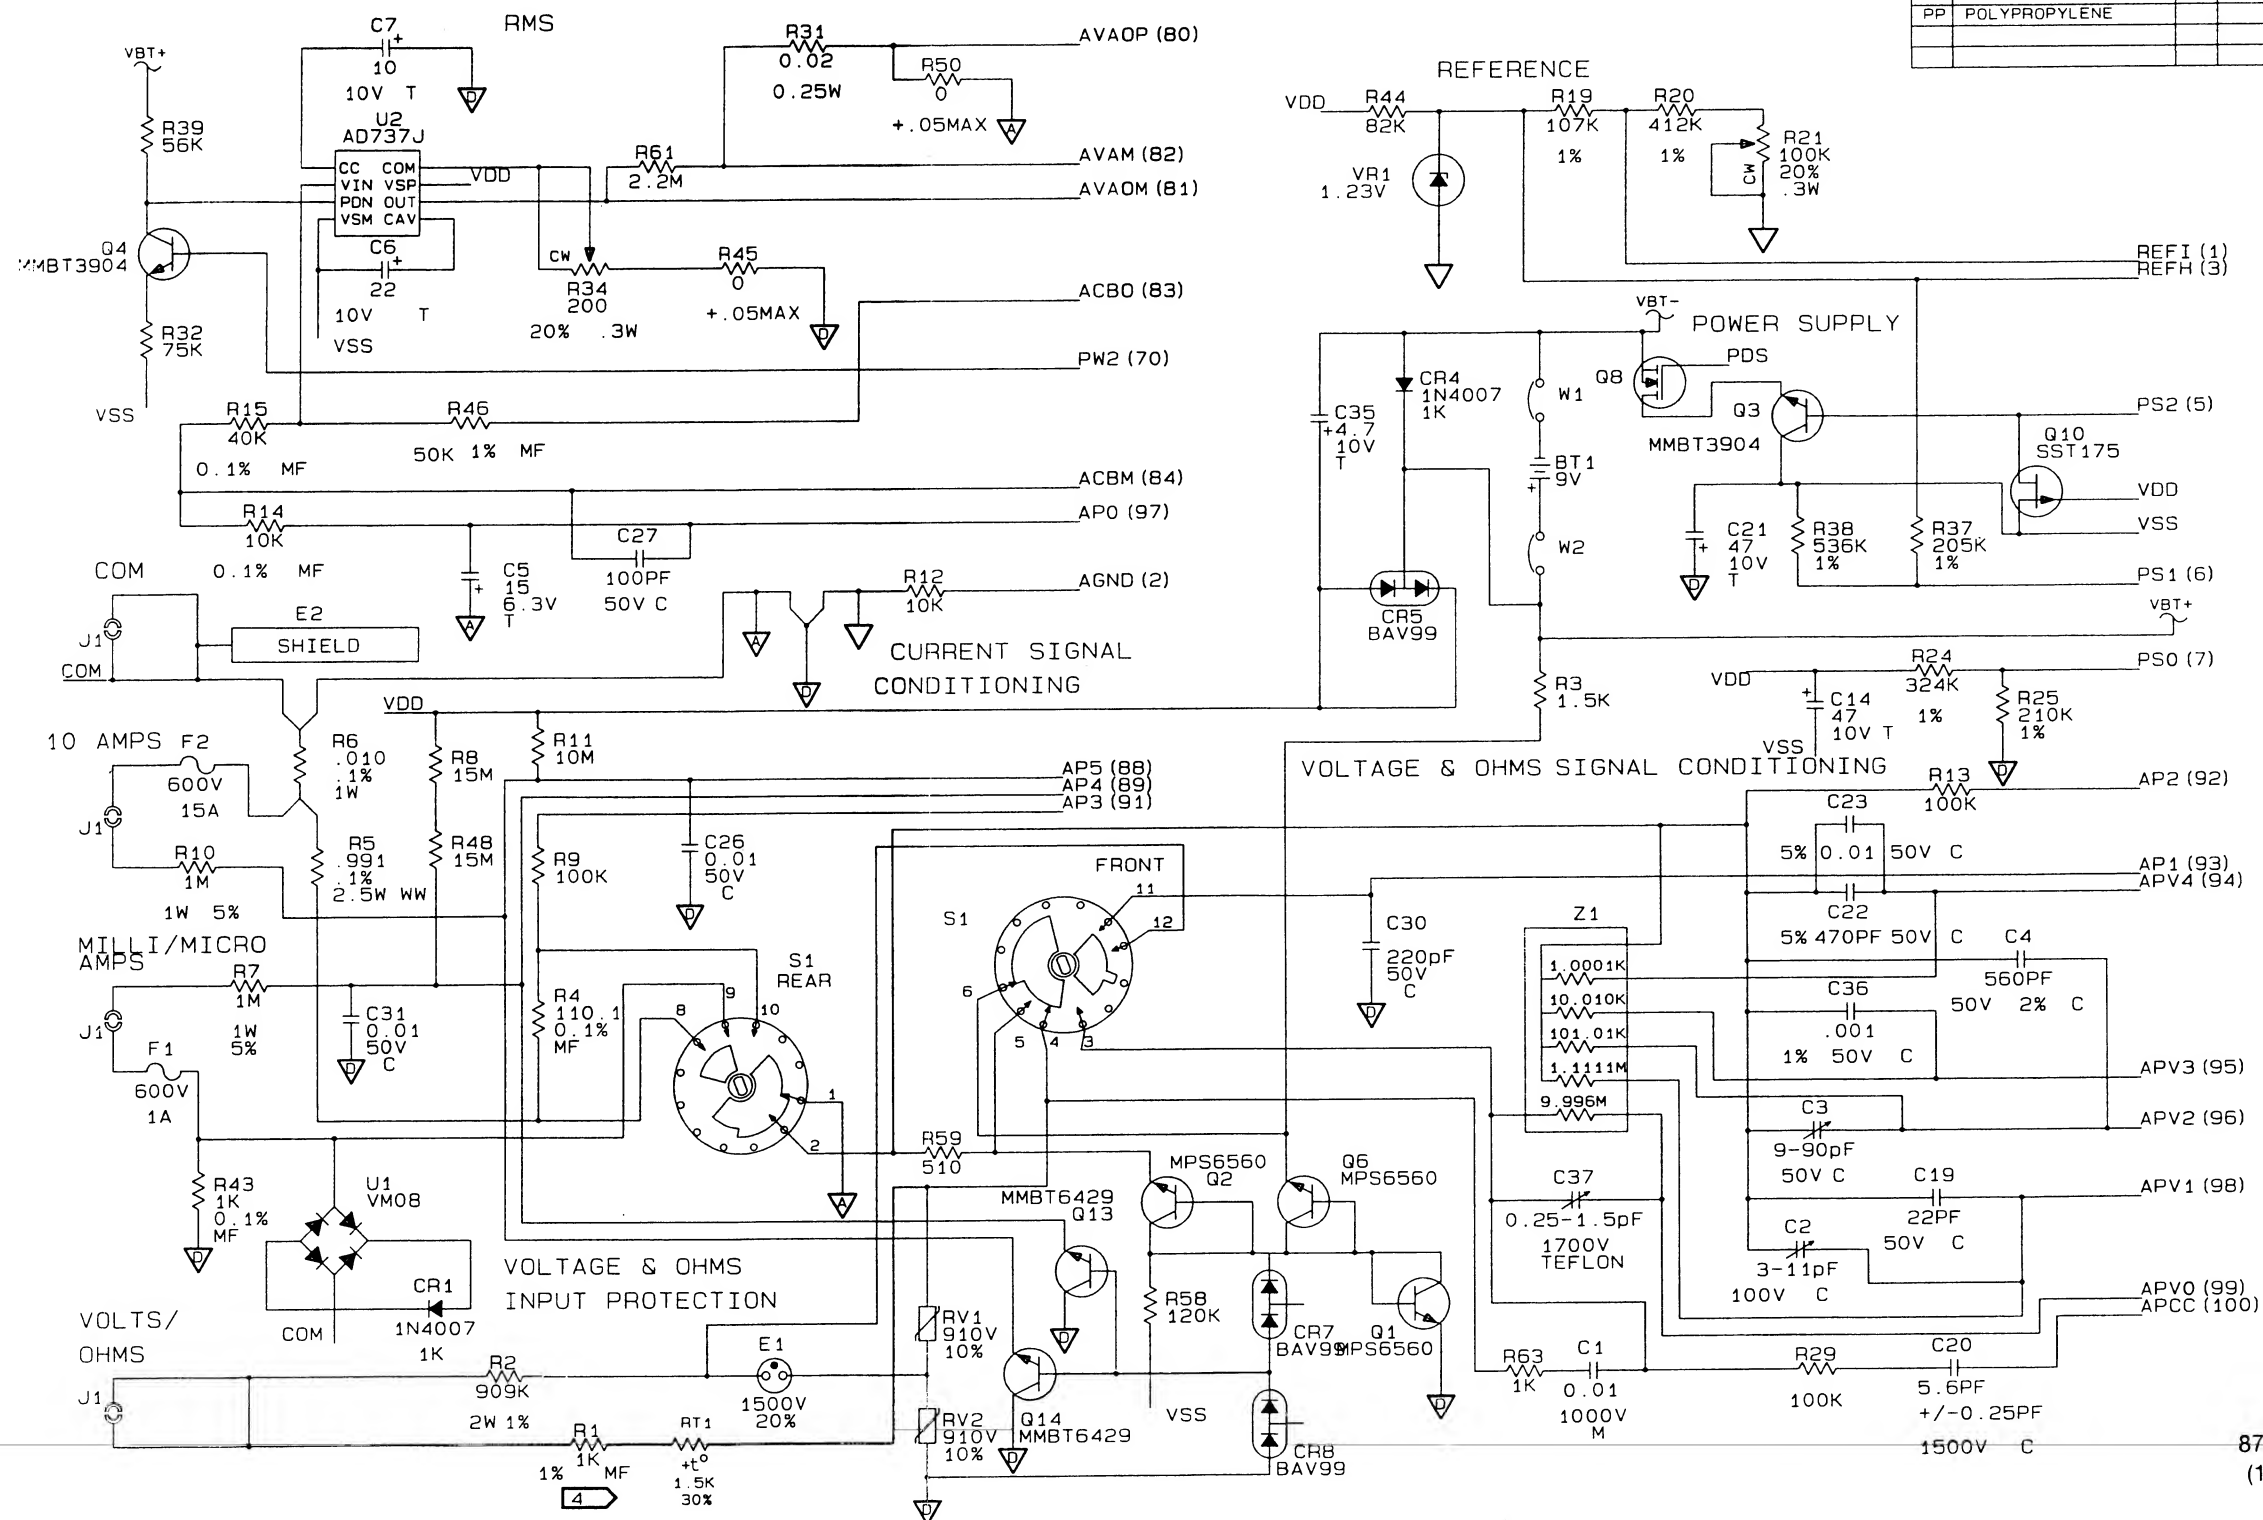 PP POLYPROPYLENE
RMS
C7
+
10
10V T
D
VBT+
R39
56K
U2
AD737J
CC COM
VIN VSP
PDN OUT
VSM CAV
VDD
C6
+
22
10V T
VSS
Q4
MMBT3904
R32
75K
VSS
R31
0.02
0.25W
R50
0
+.05MAX
A
AVAOP (80)
R61
2.2M
AVAM (82)
AVAOM (81)
CW
R34
200
20% .3W
R45
0
+.05MAX
D
ACBO (83)
PW2 (70)
R15
40K
0.1% MF
R46
50K 1% MF
ACBM (84)
R14
10K
0.1% MF
APO (97)
C27
100PF
50V C
C5
15
6.3V
T
+
A
R12
10K
AGND (2)
A
D
CURRENT SIGNAL
CONDITIONING
REFERENCE
VDD
R44
82K
R19
107K
1%
R20
412K
1%
R21
100K
20%
.3W
CW
VR1
1.23V
REFI (1)
REFH (3)
VBT-
POWER SUPPLY
PDS
Q8
Q3
MMBT3904
PS2 (5)
Q10
SST175
VDD
VSS
CR4
1N4007
1K
C35
+4.7
10V
T
W1
BT1
9V
+
W2
C21
47
10V
T
+
D
R38
536K
1%
R37
205K
1%
PS1 (6)
VBT+
CR5
BAV99
R3
1.5K
PSO (7)
VDD
R24
324K
1%
C14
47
10V T
+
VSS
R25
210K
1%
D
COM
J1
COM
E2
SHIELD
VDD
10 AMPS
F2
600V
15A
J1
R6
.010
.1%
1W
R8
15M
R11
10M
R10
1M
1W 5%
R5
.991
.1%
2.5W WW
R48
15M
R9
100K
AP5 (88)
AP4 (89)
AP3 (91)
C26
0.01
50V
C
D
MILLI/MICRO
AMPS
R7
1M
1W
5%
J1
F1
600V
1A
C31
0.01
50V
C
D
R4
110.1
0.1%
MF
S1
REAR
8
9
10
1
2
A
R43
1K
0.1%
MF
D
U1
VM08
CR1
1N4007
1K
COM
VOLTAGE & OHMS
INPUT PROTECTION
VOLTS/
OHMS
J1
R2
909K
2W 1%
R1
1K
1% MF
4
RT1
+t°
1.5K
30%
E1
1500V
20%
RV1
910V
10%
RV2
910V
10%
D
R59
510
S1
FRONT
11
12
6
5
4
3
C30
220pF
50V
C
D
MMBT6429
Q13
D
MPS6560
Q2
Q6
MPS6560
R58
120K
VSS
CR7
BAV99
Q1
MPS6560
D
Q14
MMBT6429
D
CR8
BAV99
VOLTAGE & OHMS SIGNAL CONDITIONING
R13
100K
AP2 (92)
C23
5% 0.01 50V C
AP1 (93)
APV4 (94)
C22
5% 470PF 50V C
C4
560PF
50V 2% C
Z1
1.0001K
10.010K
101.01K
1.1111M
9.996M
C36
.001
1% 50V C
APV3 (95)
C3
9-90pF
50V C
APV2 (96)
C37
0.25-1.5pF
1700V
TEFLON
C19
22PF
50V C
APV1 (98)
C2
3-11pF
100V C
APVO (99)
APCC (100)
R63
1K
C1
0.01
1000V
M
R29
100K
C20
5.6PF
+/-0.25PF
1500V C
87
(1